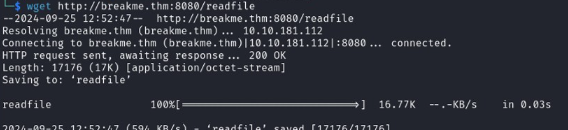 └─$ wget http://breakme.thm:8080/readfile
--2024-09-25 12:52:47-- http://breakme.thm:8080/readfile
Resolving breakme.thm (breakme.thm)... 10.10.181.112
Connecting to breakme.thm (breakme.thm)|10.10.181.112|:8080... connected.
HTTP request sent, awaiting response... 200 OK
Length: 17176 (17K) [application/octet-stream]
Saving to: ‘readfile’
readfile 100%[===================================>] 16.77K --.-KB/s in 0.03s
2024-09-25 12:52:47 (594 KB/s) - ‘readfile’ saved [17176/17176]